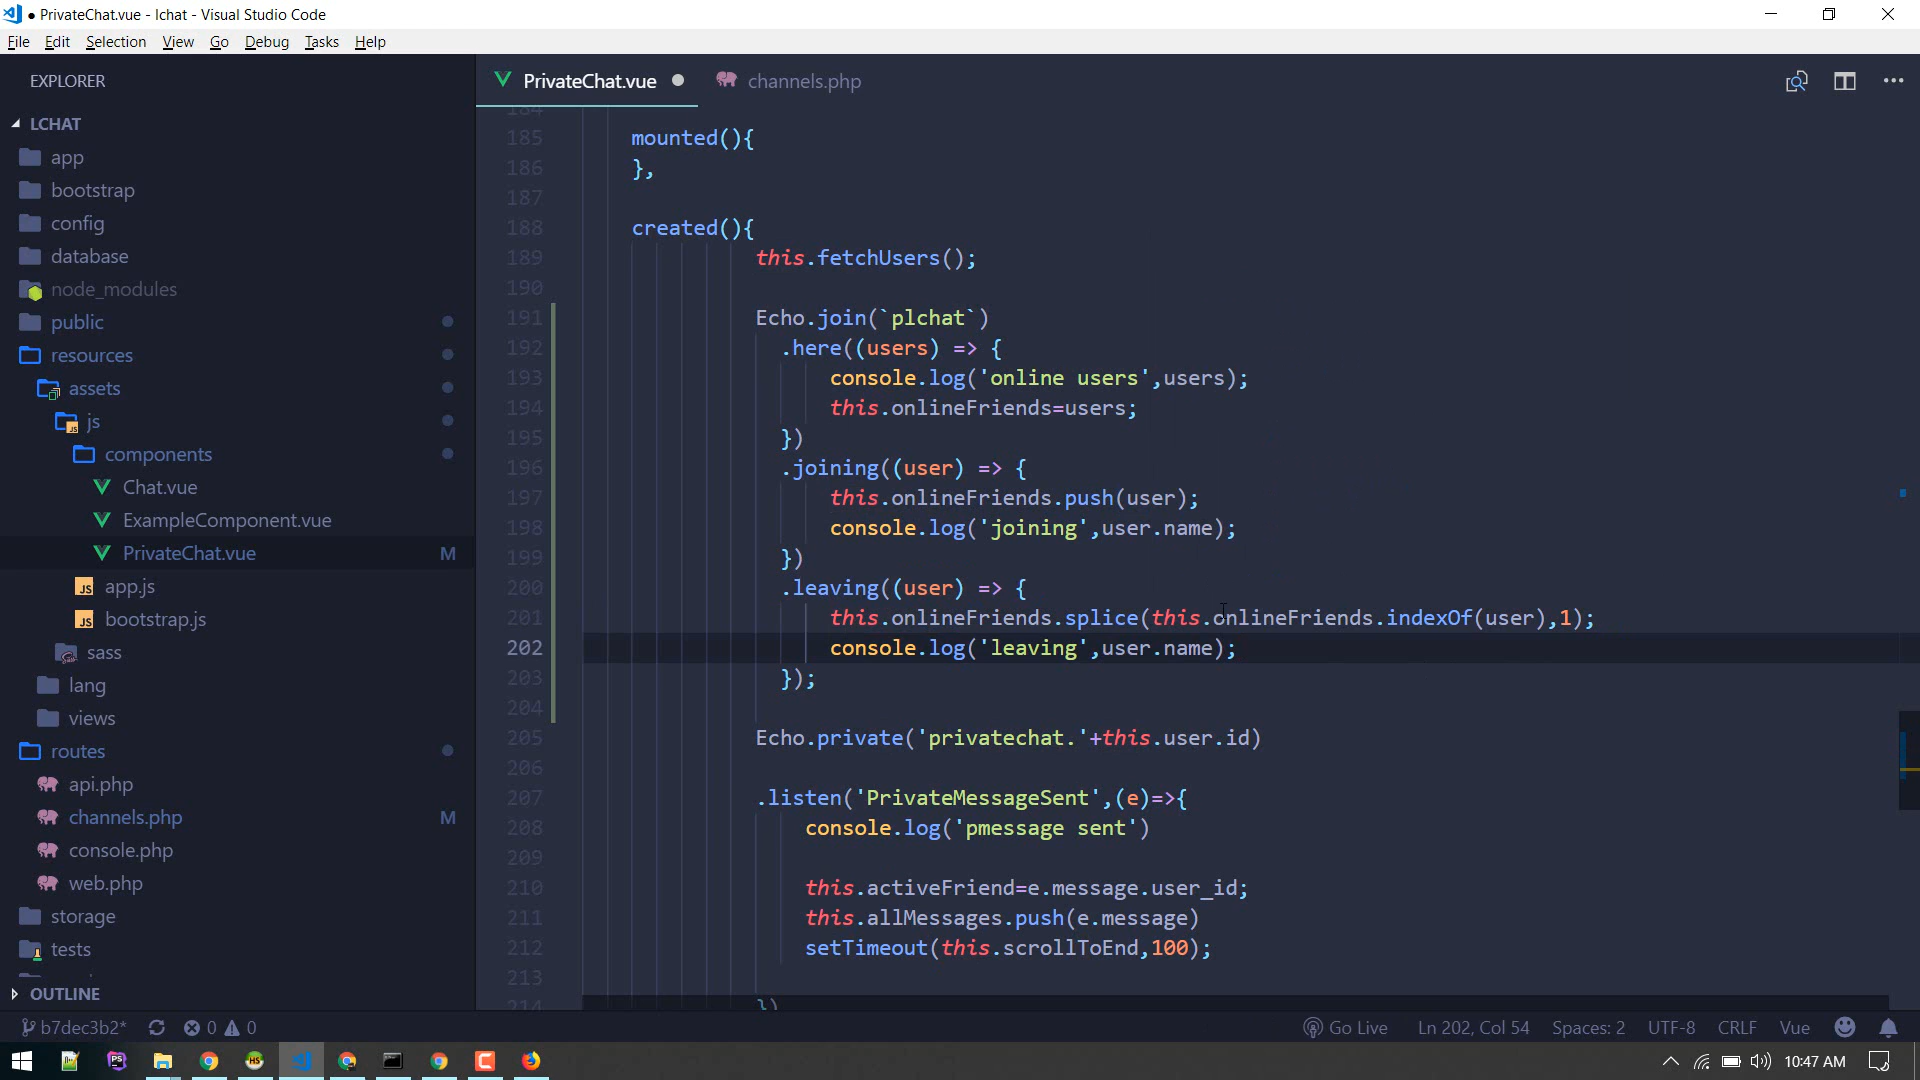 PrivateChat.vue - lchat - Visual Studio Code
File Edit Selection View Go Debug Tasks Help
EXPLORER
LCHAT
app
bootstrap
config
database
node_modules
public
resources
assets
js
components
Chat.vue
ExampleComponent.vue
PrivateChat.vue M
app.js
bootstrap.js
sass
lang
views
routes
api.php
channels.php M
console.php
web.php
storage
tests
OUTLINE
PrivateChat.vue channels.php
184
185 mounted(){
186 },
187
188 created(){
189 this.fetchUsers();
190
191 Echo.join(`plchat`)
192 .here((users) => {
193 console.log('online users',users);
194 this.onlineFriends=users;
195 })
196 .joining((user) => {
197 this.onlineFriends.push(user);
198 console.log('joining',user.name);
199 })
200 .leaving((user) => {
201 this.onlineFriends.splice(this.onlineFriends.indexOf(user),1);
202 console.log('leaving',user.name);
203 });
204
205 Echo.private('privatechat.'+this.user.id)
206
207 .listen('PrivateMessageSent',(e)=>{
208 console.log('pmessage sent')
209
210 this.activeFriend=e.message.user_id;
211 this.allMessages.push(e.message)
212 setTimeout(this.scrollToEnd,100);
213
214 })
b7dec3b2* 0 0 Go Live Ln 202, Col 54 Spaces: 2 UTF-8 CRLF Vue
10:47 AM